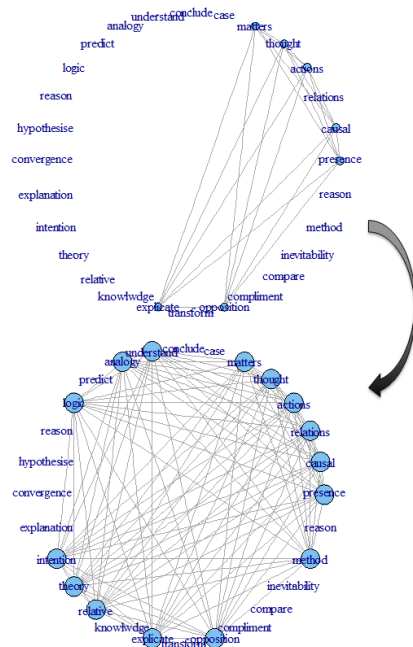 conclude
understand case
analogy matters
predict thought
logic actions
reason relations
hypothesise causal
convergence presence
explanation reason
intention method
theory inevitability
relative compare
knowlwdge compliment
explicate opposition
transform
conclude
understand case
analogy matters
predict thought
logic actions
reason relations
hypothesise causal
convergence presence
explanation reason
intention method
theory inevitability
relative compare
knowlwdge compliment
explicate opposition
transform